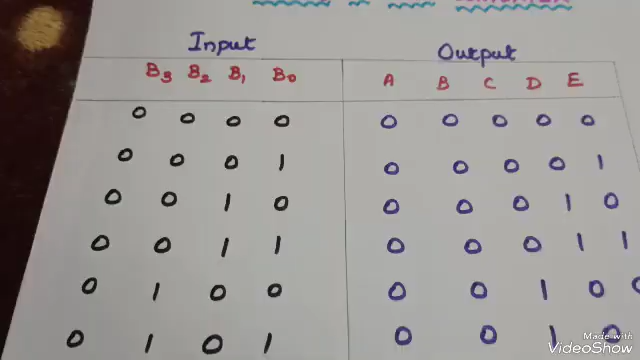 Input Output
B3 B2 B1 B0 A B C D E
0 0 0 0 0 0 0 0 0
0 0 0 1 0 0 0 0 1
0 0 1 0 0 0 0 1 0
0 0 1 1 0 0 0 1 1
0 1 0 0 0 0 1 0 0
0 1 0 1 0 0 1 0
Made with
VideoShow